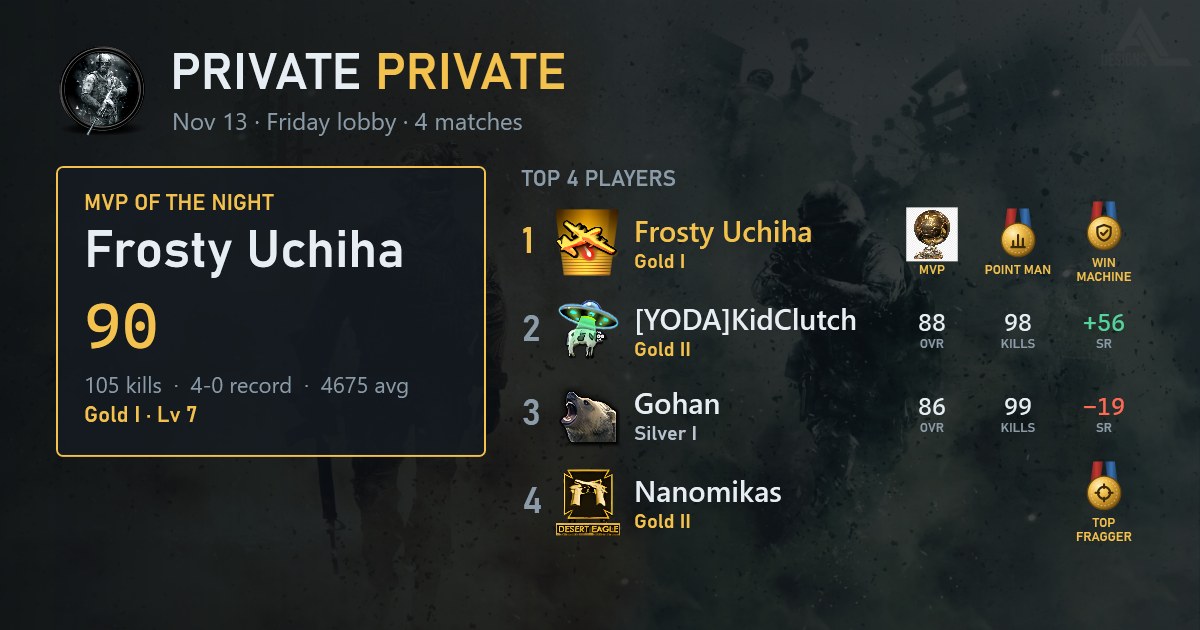 PRIVATE PRIVATE
Nov 13 · Friday lobby · 4 matches
MVP OF THE NIGHT
Frosty Uchiha
90
105 kills · 4-0 record · 4675 avg
Gold I · Lv 7
TOP 4 PLAYERS
1
Frosty Uchiha
Gold I
MVP
POINT MAN
WIN
MACHINE
2
[YODA]KidClutch
Gold II
88
OVR
98
KILLS
+56
SR
3
Gohan
Silver I
86
OVR
99
KILLS
−19
SR
4
DESERT EAGLE
Nanomikas
Gold II
TOP
FRAGGER